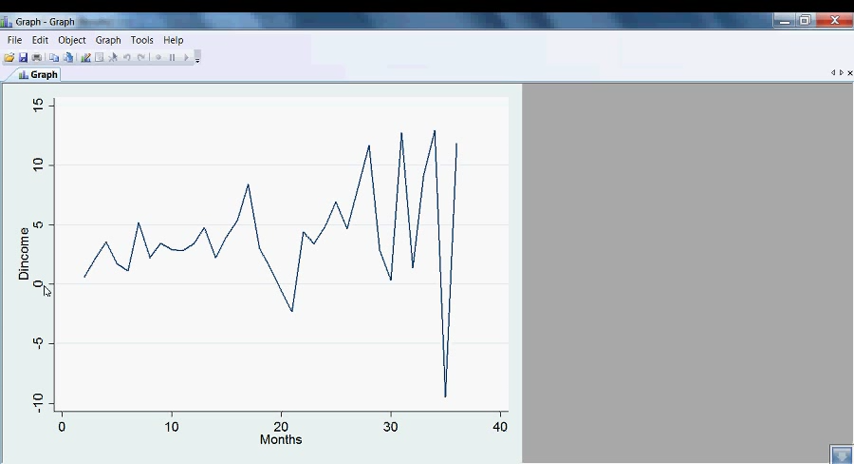 Graph - Graph
File Edit Object Graph Tools Help
Graph
15
10
5
0
-5
-10
Dincome
0 10 20 30 40
Months